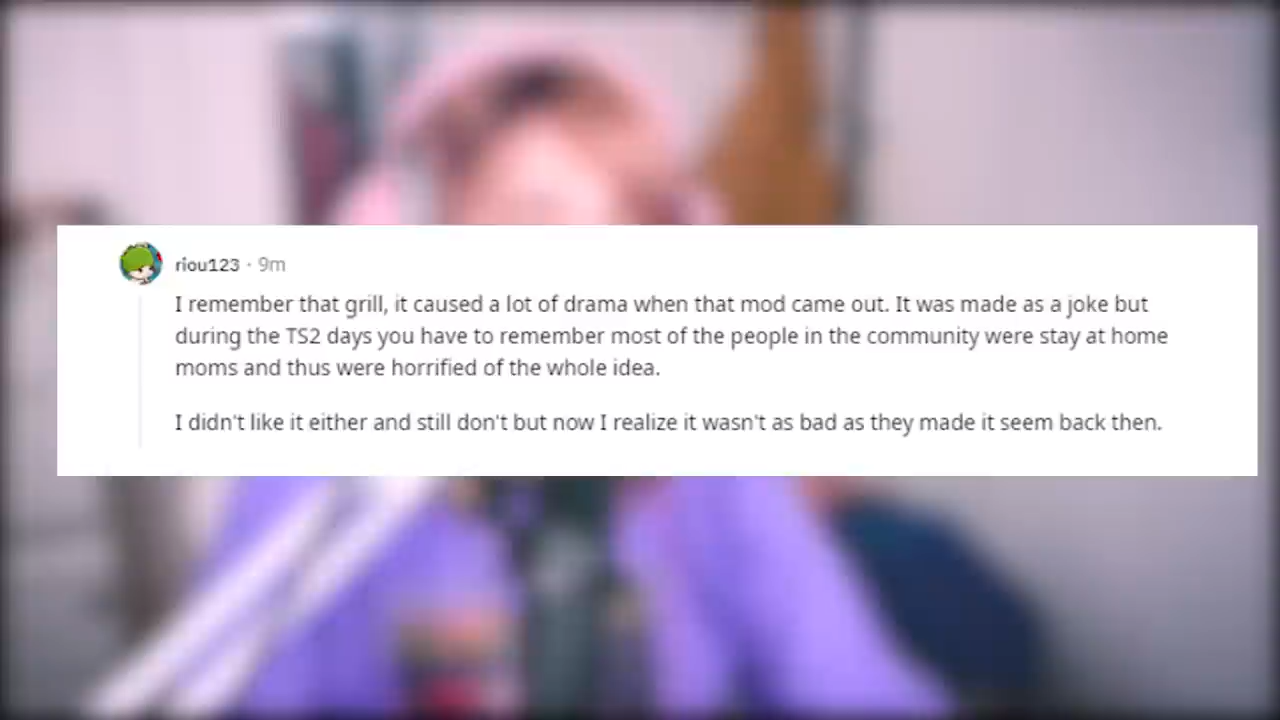 riou123 · 9m
I remember that grill, it caused a lot of drama when that mod came out. It was made as a joke but
during the TS2 days you have to remember most of the people in the community were stay at home
moms and thus were horrified of the whole idea.
I didn't like it either and still don't but now I realize it wasn't as bad as they made it seem back then.